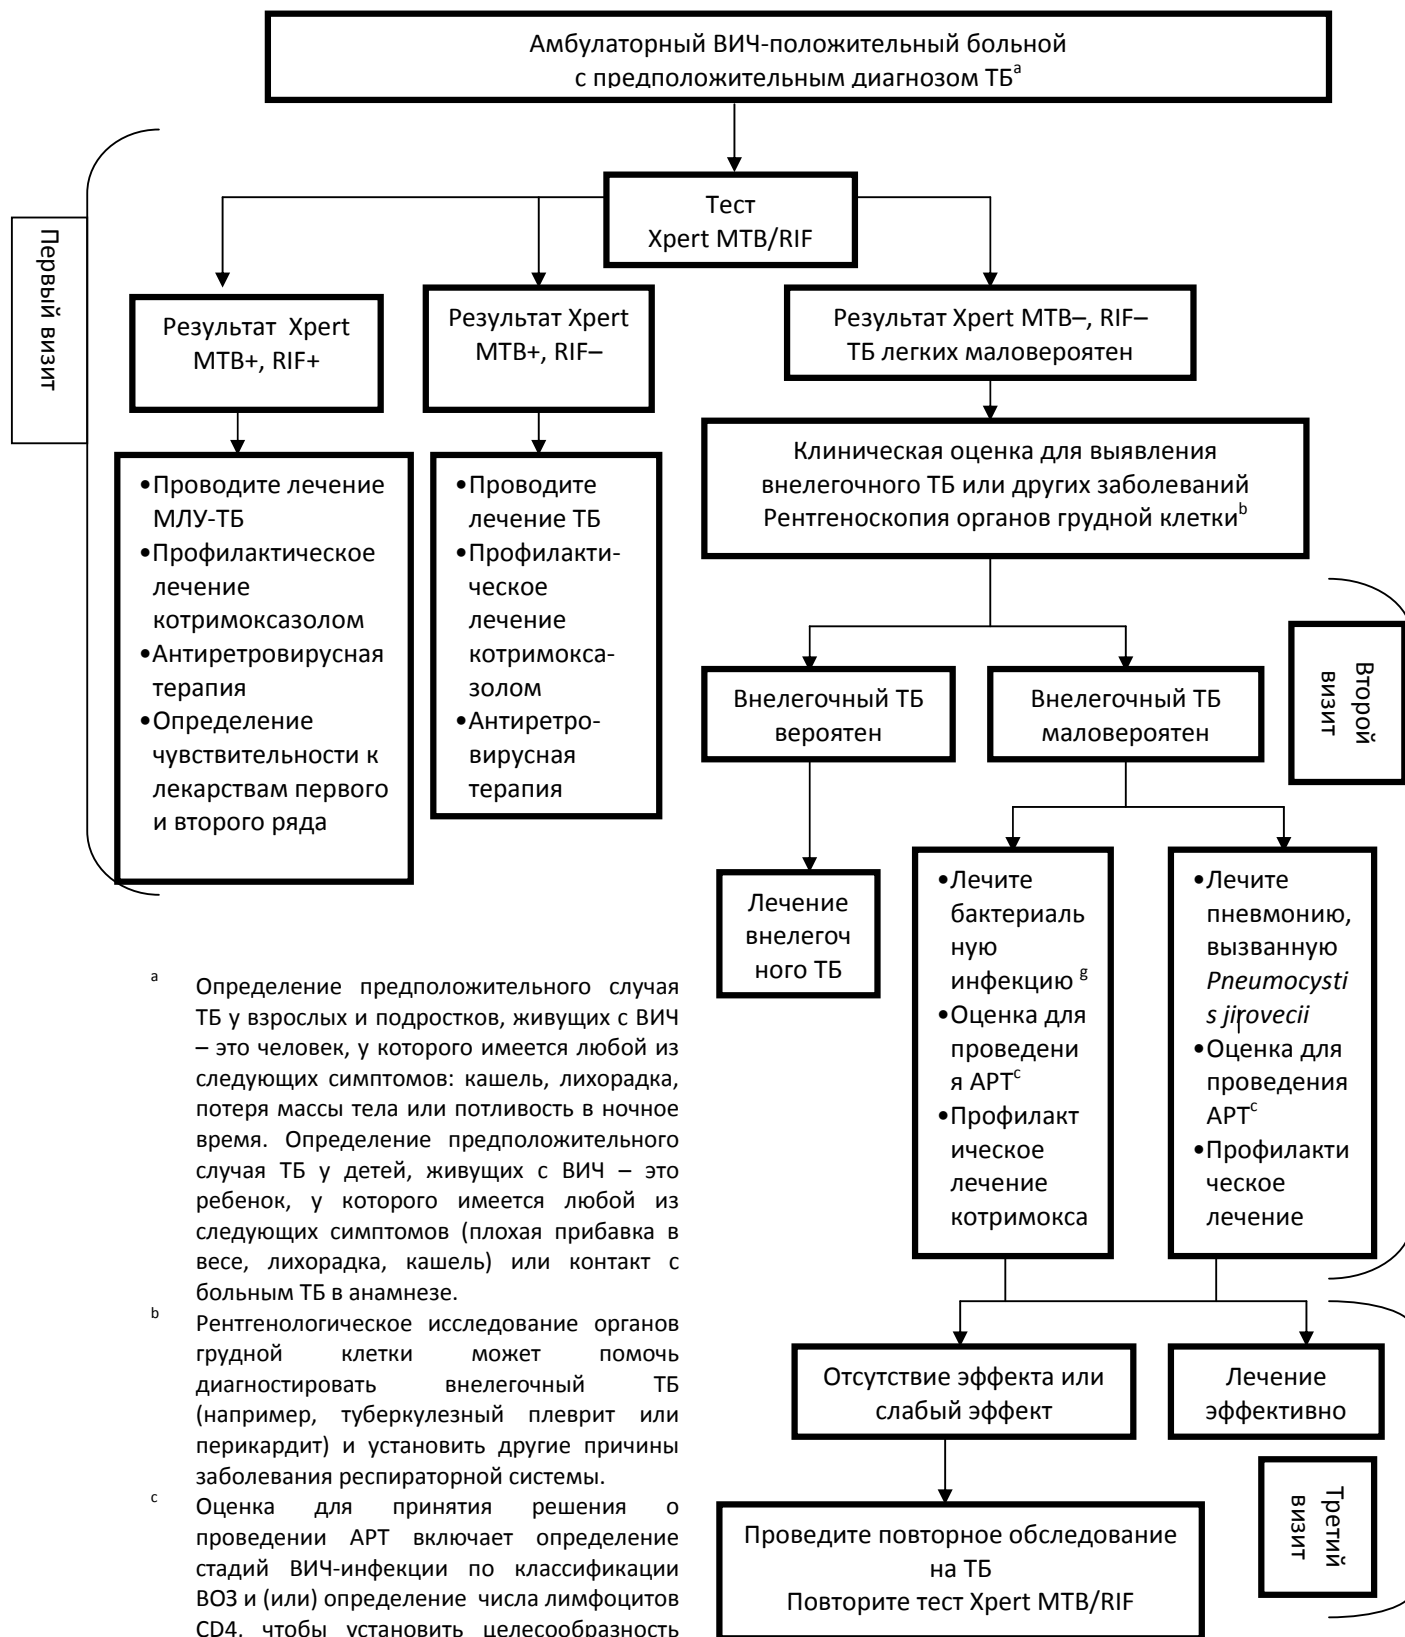 Амбулаторный ВИЧ-положительный больной
с предположительным диагнозом ТБa
Первый визит
Тест
Xpert MTB/RIF
Результат Xpert
MTB+, RIF+
Результат Xpert
MTB+, RIF–
Результат Xpert MTB–, RIF–
ТБ легких маловероятен
•Проводите лечение
МЛУ-ТБ
•Профилактическое
лечение
котримоксазолом
•Антиретровирусная
терапия
•Определение
чувствительности к
лекарствам первого
и второго ряда
•Проводите
лечение ТБ
•Профилакти-
ческое
лечение
котримокса-
золом
•Антиретро-
вирусная
терапия
Клиническая оценка для выявления
внелегочного ТБ или других заболеваний
Рентгеноскопия органов грудной клеткиb
Второй
визит
Внелегочный ТБ
вероятен
Внелегочный ТБ
маловероятен
Лечение
внелегоч
ного ТБ
•Лечите
бактериаль
ную
инфекцию g
•Оценка для
проведени
я АРТc
•Профилакт
ическое
лечение
котримокса
•Лечите
пневмонию,
вызванную
Pneumocysti
s jirovecii
•Оценка для
проведения
АРТc
•Профилакти
ческое
лечение
Отсутствие эффекта или
слабый эффект
Лечение
эффективно
Третий
визит
Проведите повторное обследование
на ТБ
Повторите тест Xpert MTB/RIF
a Определение предположительного случая
ТБ у взрослых и подростков, живущих с ВИЧ
– это человек, у которого имеется любой из
следующих симптомов: кашель, лихорадка,
потеря массы тела или потливость в ночное
время. Определение предположительного
случая ТБ у детей, живущих с ВИЧ – это
ребенок, у которого имеется любой из
следующих симптомов (плохая прибавка в
весе, лихорадка, кашель) или контакт с
больным ТБ в анамнезе.
b Рентгенологическое исследование органов
грудной клетки может помочь
диагностировать внелегочный ТБ
(например, туберкулезный плеврит или
перикардит) и установить другие причины
заболевания респираторной системы.
c Оценка для принятия решения о
проведении АРТ включает определение
стадий ВИЧ-инфекции по классификации
ВОЗ и (или) определение числа лимфоцитов
CD4, чтобы установить целесообразность